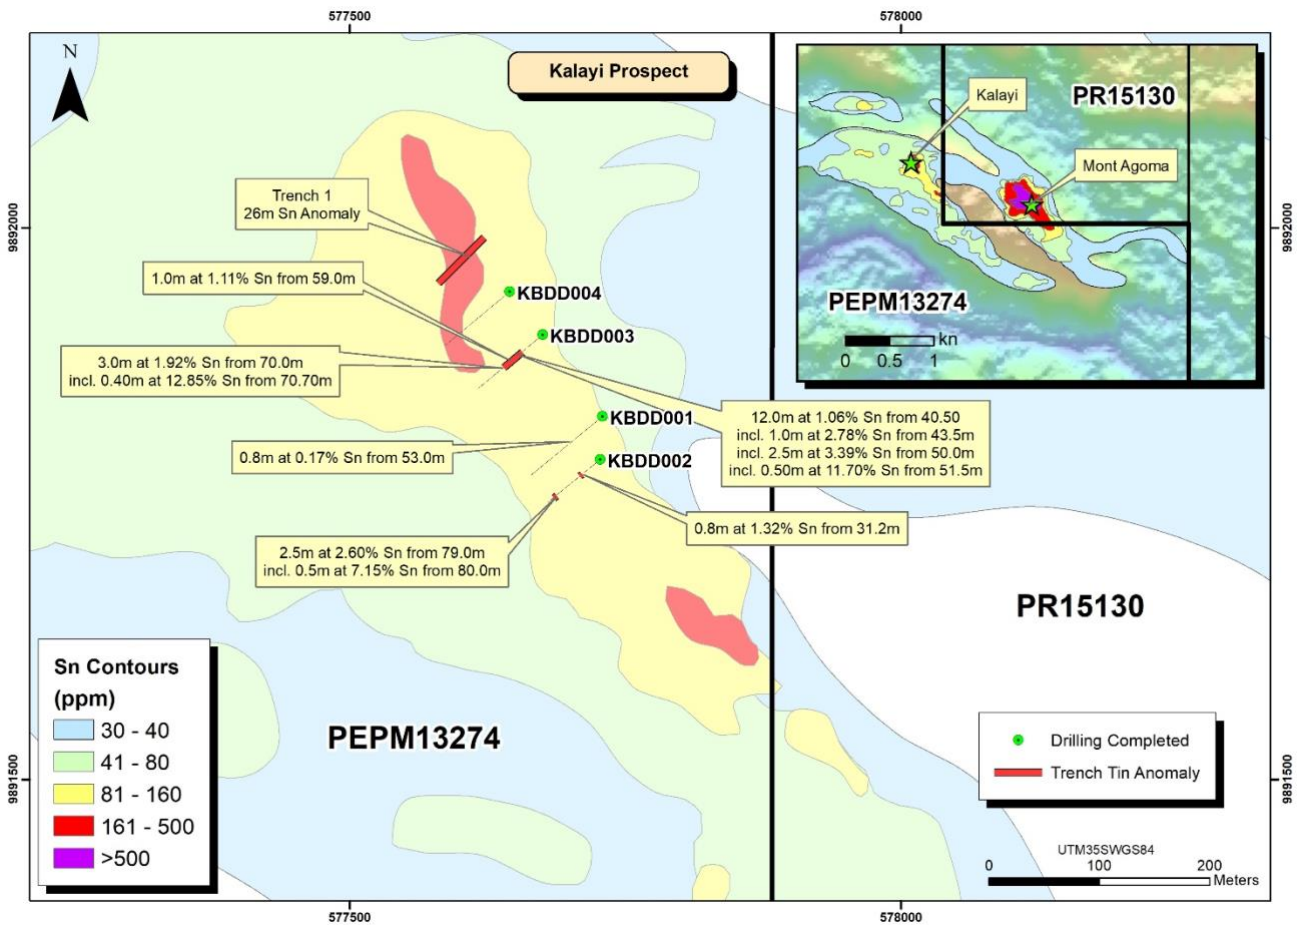 577500
578000
N
Kalayi Prospect
Kalayi
PR15130
Mont Agoma
PEPM13274
kn
0 0.5 1
9892000
9892000
Trench 1
26m Sn Anomaly
1.0m at 1.11% Sn from 59.0m
KBDD004
KBDD003
3.0m at 1.92% Sn from 70.0m
incl. 0.40m at 12.85% Sn from 70.70m
KBDD001
12.0m at 1.06% Sn from 40.50
incl. 1.0m at 2.78% Sn from 43.5m
incl. 2.5m at 3.39% Sn from 50.0m
incl. 0.50m at 11.70% Sn from 51.5m
0.8m at 0.17% Sn from 53.0m
KBDD002
0.8m at 1.32% Sn from 31.2m
2.5m at 2.60% Sn from 79.0m
incl. 0.5m at 7.15% Sn from 80.0m
PR15130
PEPM13274
Sn Contours
(ppm)
30 - 40
41 - 80
81 - 160
161 - 500
>500
Drilling Completed
Trench Tin Anomaly
9891500
9891500
UTM35SWGS84
0 100 200
Meters
577500
578000